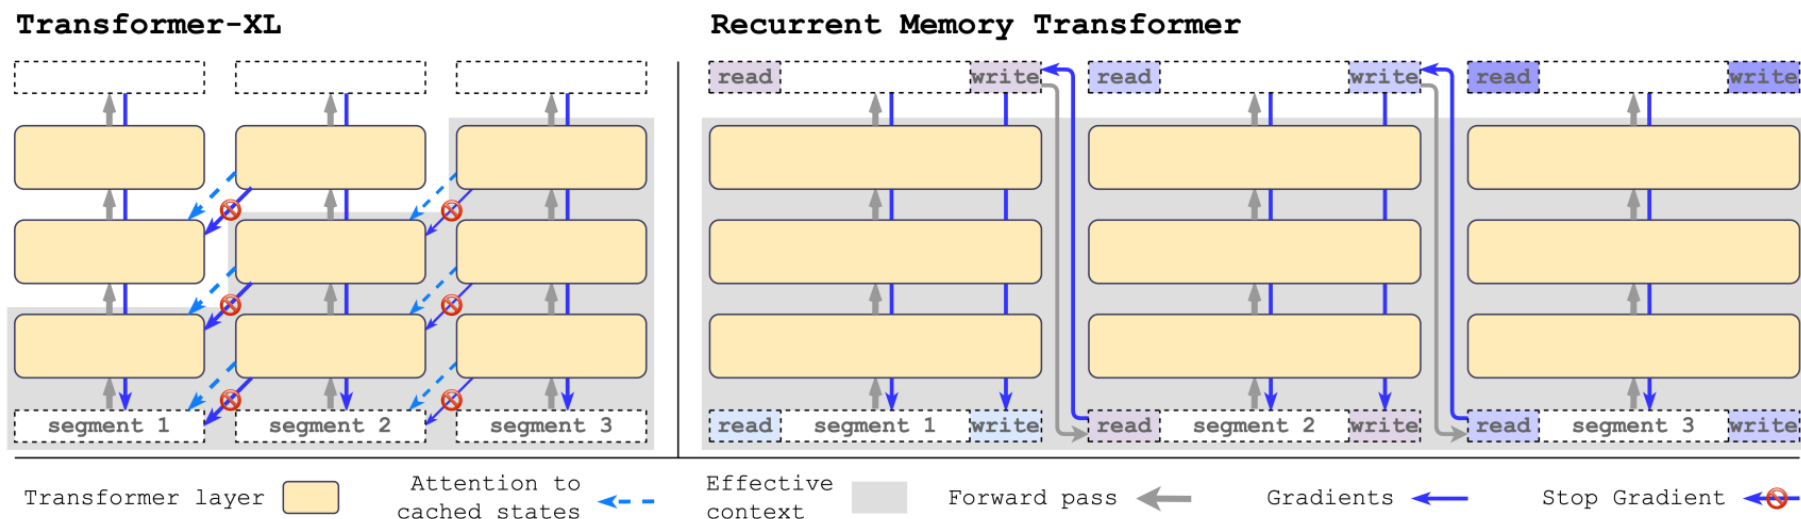 Transformer-XL
Recurrent Memory Transformer
read
write
read
write
read
write
segment 1
segment 2
segment 3
read
segment 1
write
read
segment 2
write
read
segment 3
write
Transformer layer
Attention to
cached states
Effective
context
Forward pass
Gradients
Stop Gradient